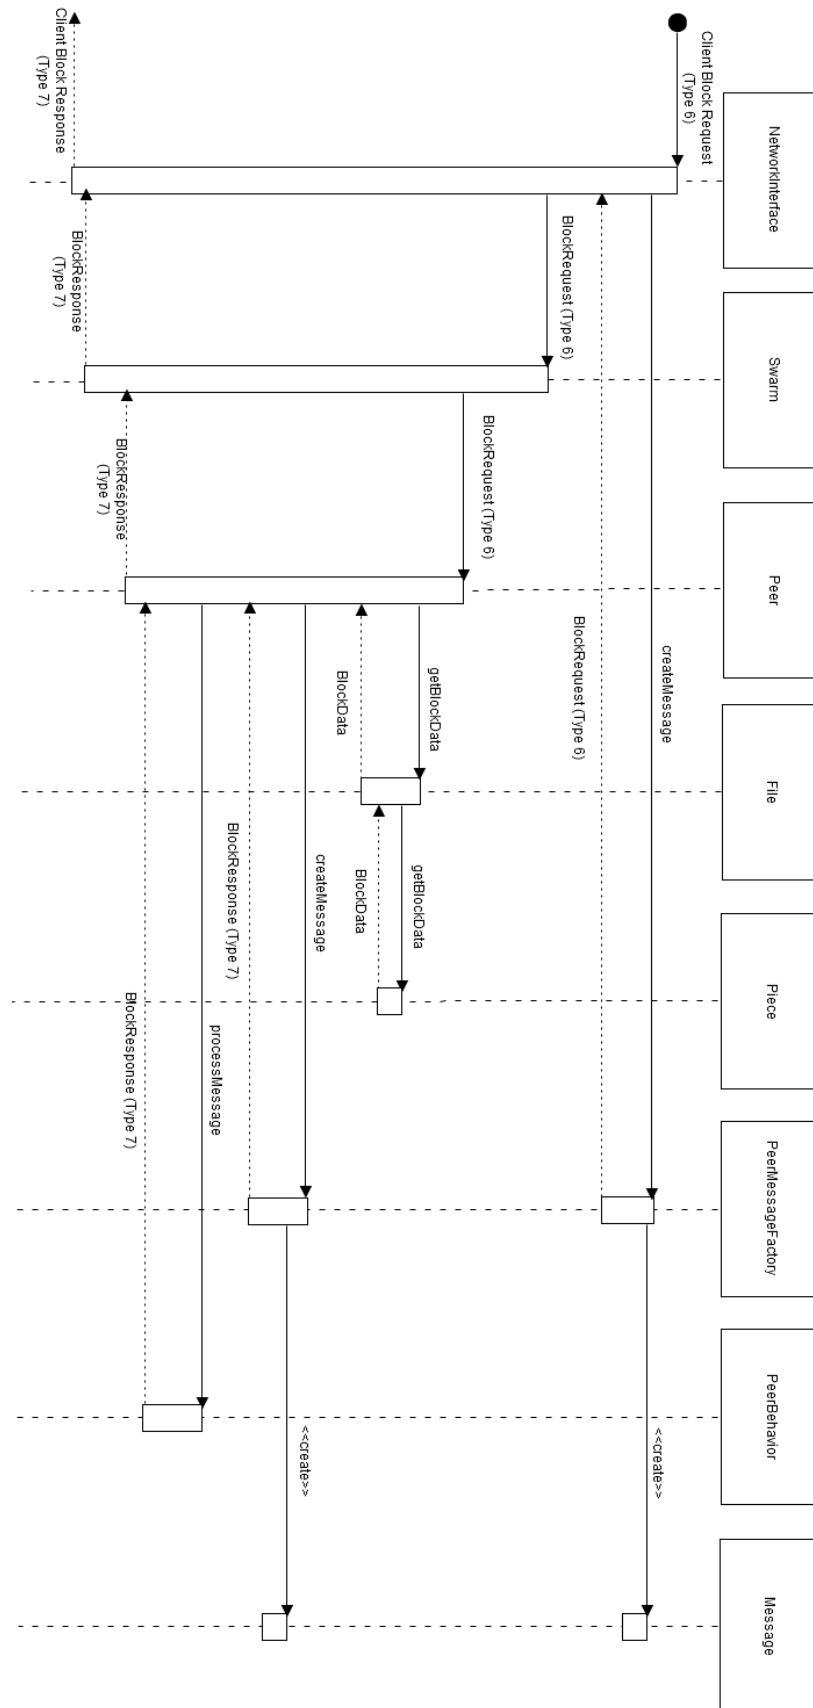 NetworkInterface
Swarm
Peer
File
Piece
PeerMessageFactory
PeerBehavior
Message
Client Block Request
(Type 6)
createMessage
<<create>>
BlockRequest (Type 6)
BlockRequest (Type 6)
BlockRequest (Type 6)
getBlockData
getBlockData
BlockData
BlockData
createMessage
<<create>>
BlockResponse (Type 7)
processMessage
BlockResponse (Type 7)
BlockResponse
(Type 7)
BlockResponse
(Type 7)
Client Block Response
(Type 7)